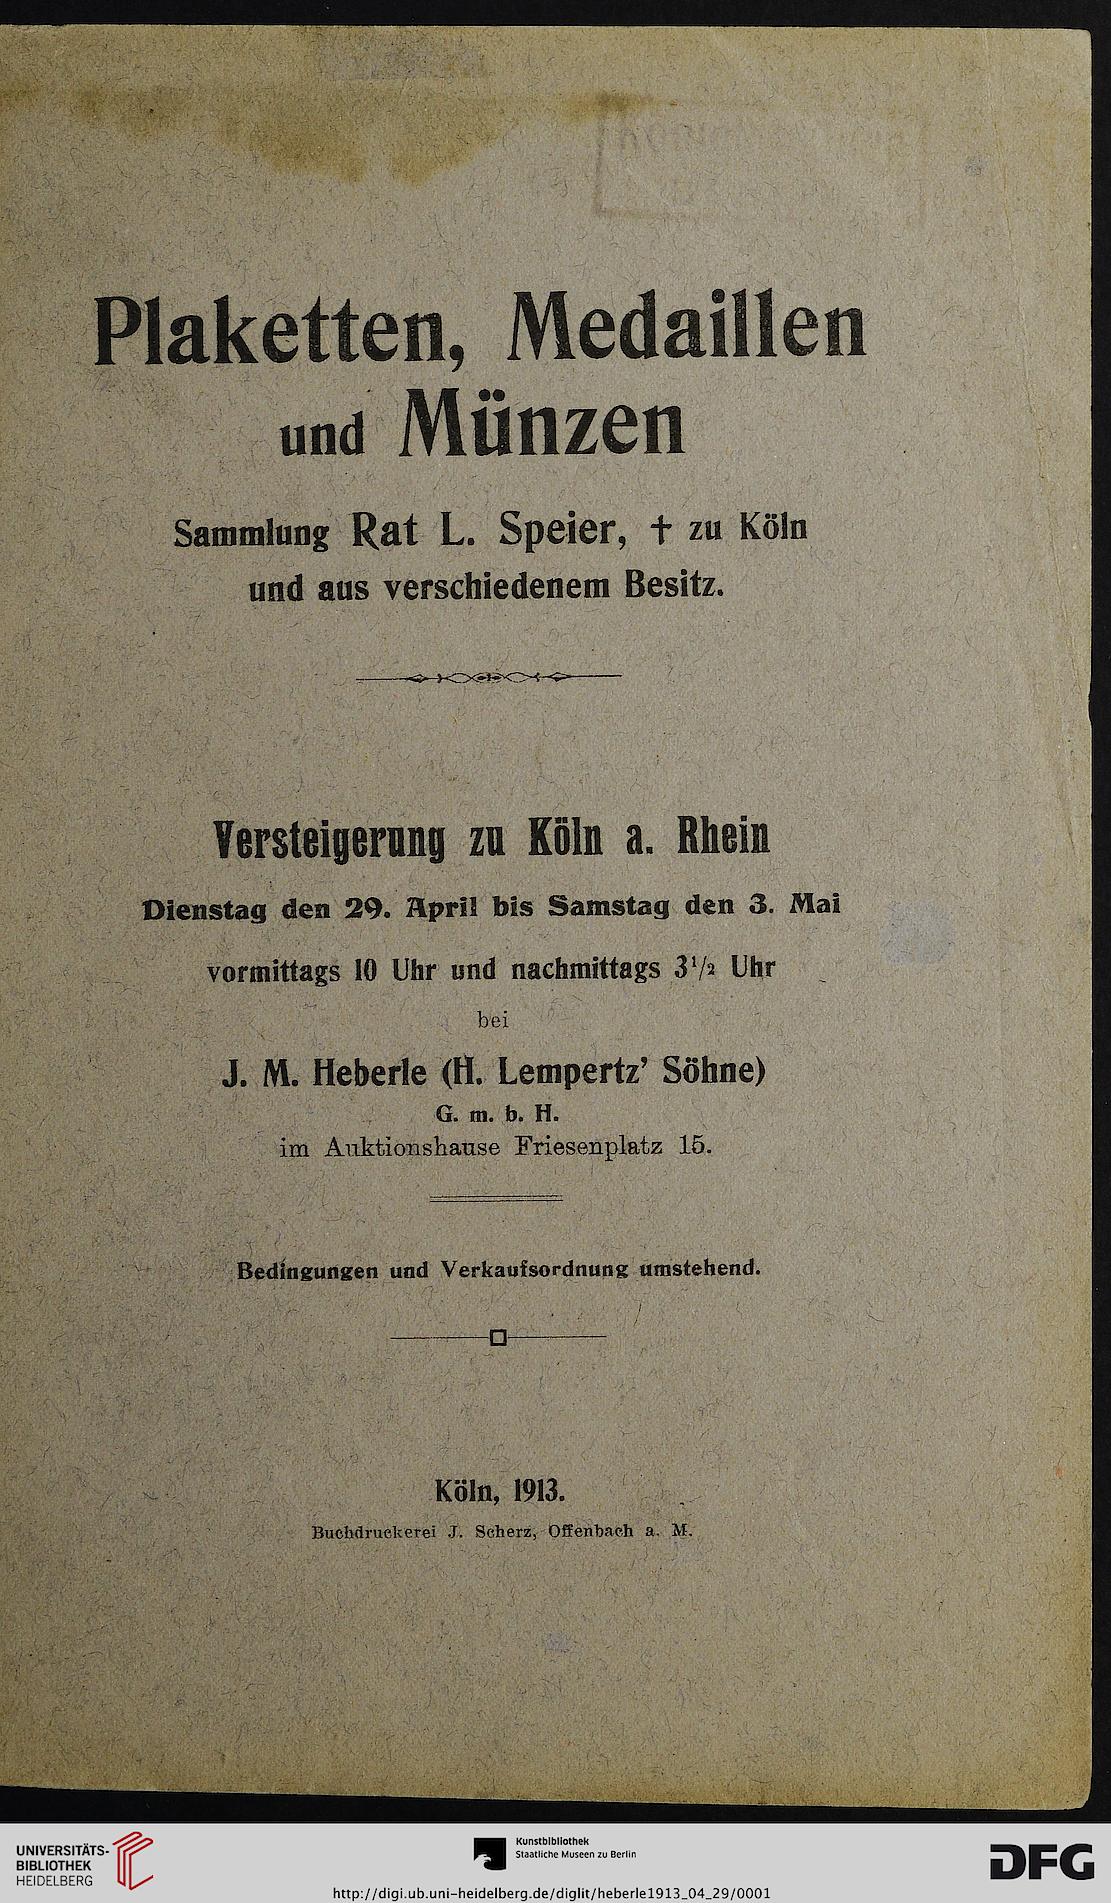 Plaketten, Medaillen
und Münzen
Sammlung Rat L. Speier, † zu Köln
und aus verschiedenem Besitz.
Versteigerung zu Köln a. Rhein
Dienstag den 29. April bis Samstag den 3. Mai
vormittags 10 Uhr und nachmittags 3¹/₂ Uhr
bei
J. M. Heberle (H. Lempertz’ Söhne)
G. m. b. H.
im Auktionshause Friesenplatz 15.
Bedingungen und Verkaufsordnung umstehend.
Köln, 1913.
Buchdruckerei J. Scherz, Offenbach a. M.
UNIVERSITÄTS-
BIBLIOTHEK
HEIDELBERG
Kunstbibliothek
Staatliche Museen zu Berlin
DFG
http://digi.ub.uni-heidelberg.de/diglit/heberle1913_04_29/0001